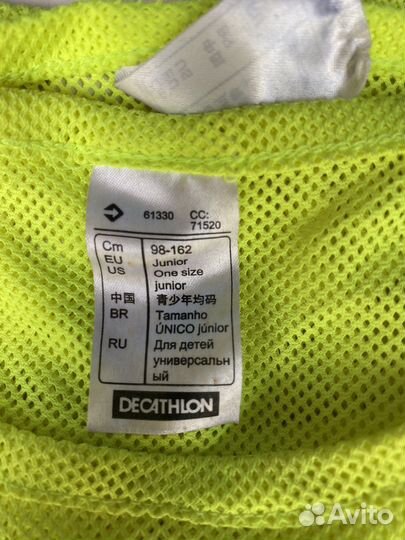 61330 CC:
71520
Cm 98-162
EU Junior
US One size
junior
中国 青少年均码
BR Tamanho
ÚNICO júnior
RU Для детей
универсальн
ый
DECATHLON
Avito